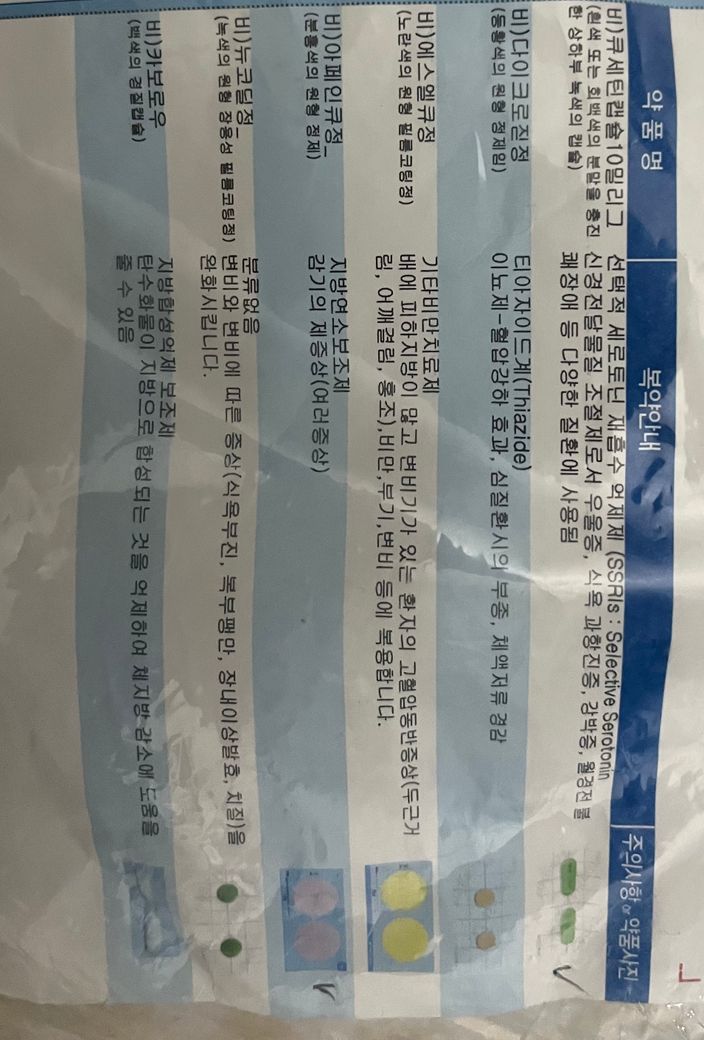 약 품 명
복약안내
주의사항 or 약품사진
비)큐세틴캡슐10밀리그
(흰색 또는 회백색의 분말을 충진
한 상하부 녹색의 캡슐)
선택적 세로토닌 재흡수 억제제 (SSRIs : Selective Serotonin
신경전달물질 조절제로서 우울증, 식욕 과항진증, 강박증, 월경전 불
쾌장애 등 다양한 질환에 사용됨
비)다이크로짇정
(등황색의 원형 정제임)
티아자이드계(Thiazide)
이뇨제-혈압강하 효과, 심질환시의 부종, 체액저류 경감
비)에스엘큐정
(노란색의 원형 필름코팅정)
기타비만치료제
배에 피하지방이 많고 변비기가 있는 환자의 고혈압동반증상(두근거
림, 어깨결림, 홍조),비만,부기,변비 등에 복용합니다.
비)아페인큐정_
(분홍색의 원형 정제)
지방연소보조제
감기의 제증상(여러증상)
비)뉴코딜정_
(녹색의 원형 장용성 필름코팅정)
분류없음
변비와 변비에 따른 증상(식욕부진, 복부팽만, 장내이상발효, 치질)을
완화시킵니다.
비)카보로우
(백색의 경질캡슐)
지방합성억제 보조제
탄수화물이 지방으로 합성되는 것을 억제하여 체지방 감소에 도움을
줄 수 있음